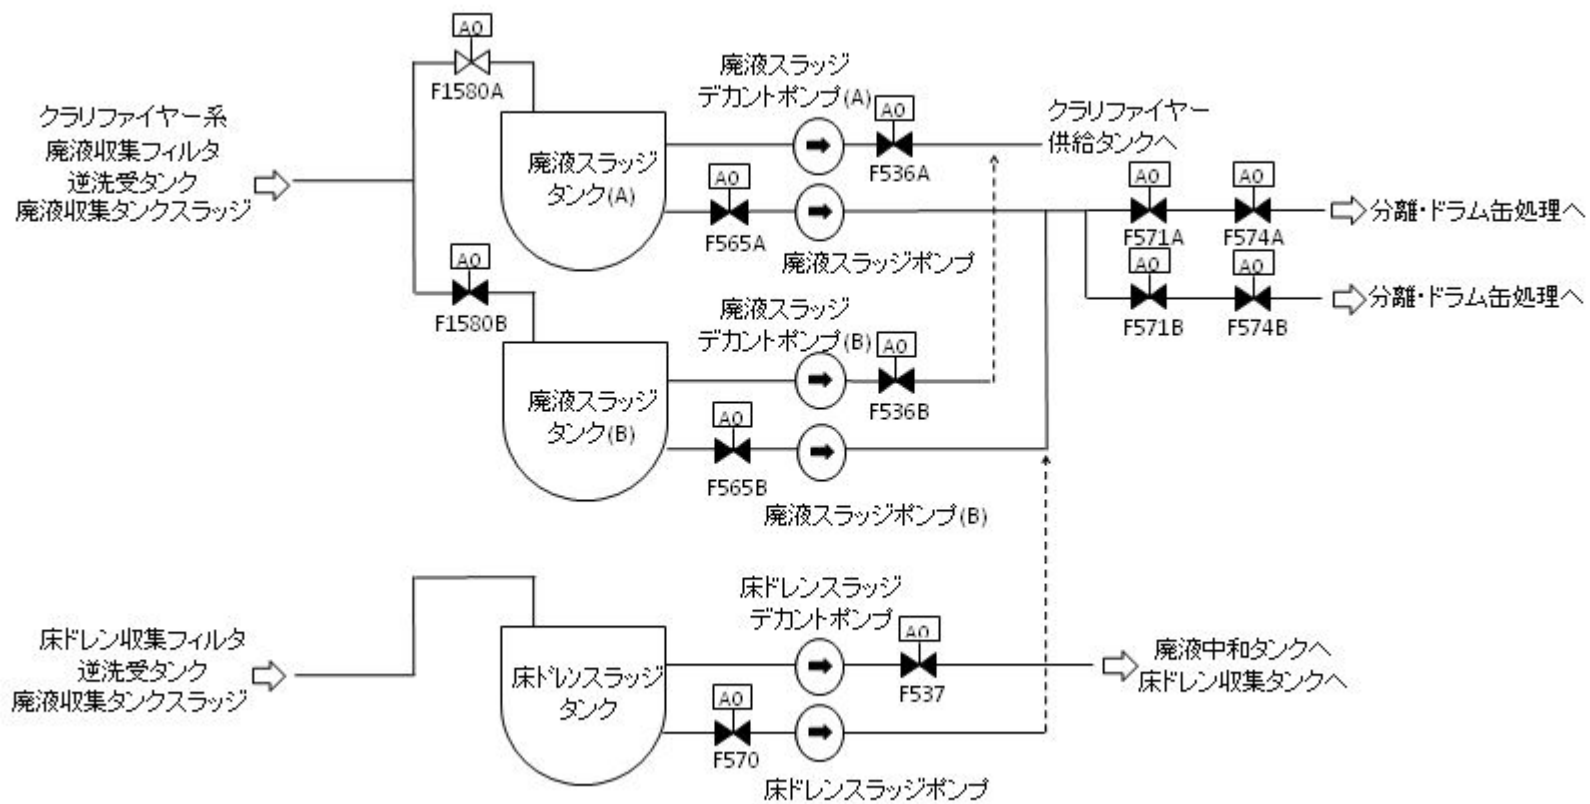 AO
F1580A
クラリファイヤー系
廃液収集フィルタ
逆洗受タンク
廃液収集タンクスラッジ
AO
F1580B
廃液スラッジ
タンク(A)
廃液スラッジ
デカントポンプ(A)
AO
F536A
クラリファイヤー
供給タンクへ
AO
F565A
廃液スラッジポンプ
AO
F571A
AO
F574A
分離・ドラム缶処理へ
AO
F571B
AO
F574B
分離・ドラム缶処理へ
廃液スラッジ
タンク(B)
廃液スラッジ
デカントポンプ(B)
AO
F536B
AO
F565B
廃液スラッジポンプ(B)
床ドレン収集フィルタ
逆洗受タンク
廃液収集タンクスラッジ
床ドレンスラッジ
タンク
床ドレンスラッジ
デカントポンプ
AO
F537
廃液中和タンクへ
床ドレン収集タンクへ
AO
F570
床ドレンスラッジポンプ